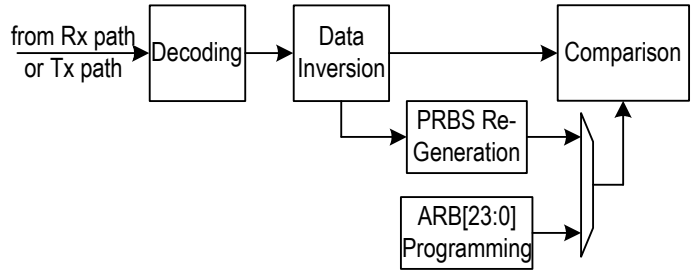 from Rx path
or Tx path
Decoding
Data
Inversion
Comparison
PRBS Re-
Generation
ARB[23:0]
Programming